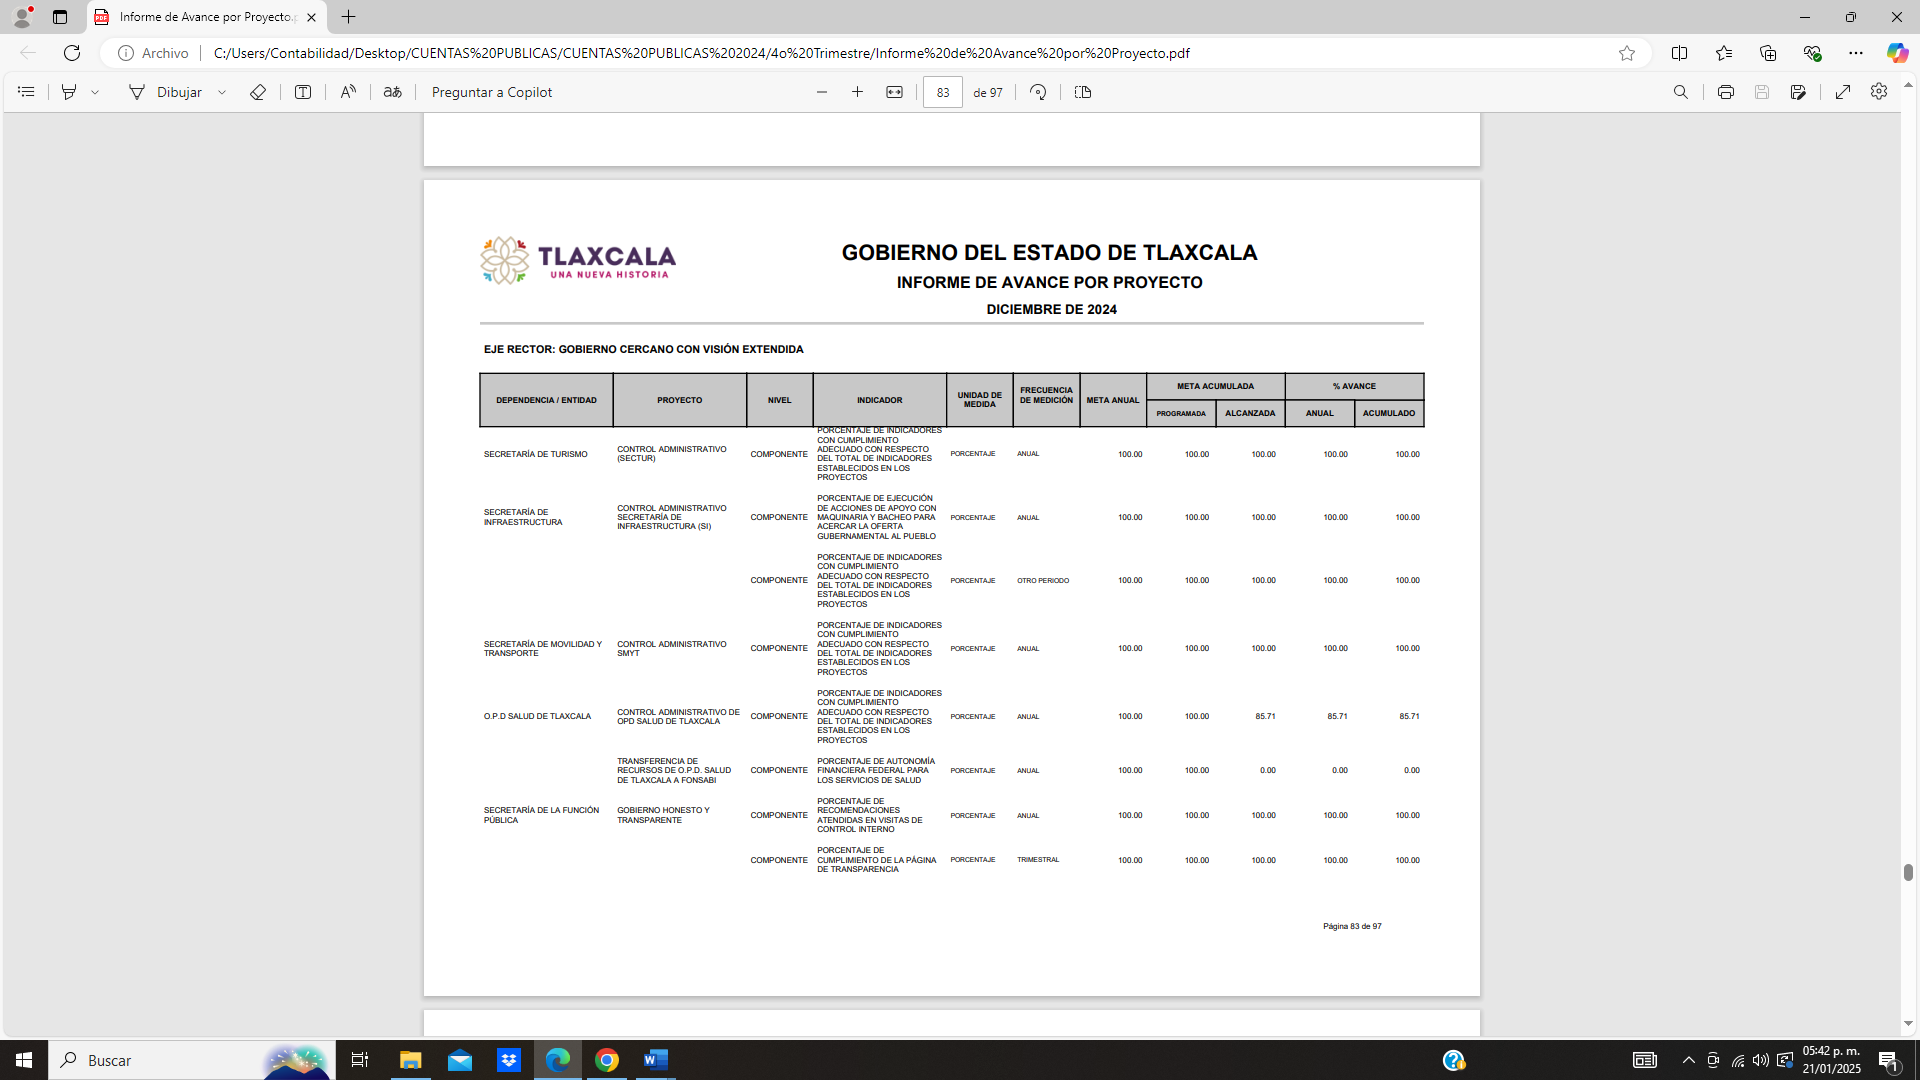 Informe de Avance por Proyecto.p
Archivo
C:/Users/Contabilidad/Desktop/CUENTAS%20PUBLICAS/CUENTAS%20PUBLICAS%202024/4o%20Trimestre/Informe%20de%20Avance%20por%20Proyecto.pdf
Dibujar
aあ
Preguntar a Copilot
83 de 97
TLAXCALA
UNA NUEVA HISTORIA
GOBIERNO DEL ESTADO DE TLAXCALA
INFORME DE AVANCE POR PROYECTO
DICIEMBRE DE 2024
EJE RECTOR: GOBIERNO CERCANO CON VISIÓN EXTENDIDA
DEPENDENCIA / ENTIDAD
PROYECTO
NIVEL
INDICADOR
UNIDAD DE
MEDIDA
FRECUENCIA
DE MEDICIÓN
META ANUAL
META ACUMULADA
PROGRAMADA
ALCANZADA
% AVANCE
ANUAL
ACUMULADO
SECRETARÍA DE TURISMO
CONTROL ADMINISTRATIVO
(SECTUR)
COMPONENTE
PORCENTAJE DE INDICADORES
CON CUMPLIMIENTO
ADECUADO CON RESPECTO
DEL TOTAL DE INDICADORES
ESTABLECIDOS EN LOS
PROYECTOS
PORCENTAJE
ANUAL
100.00 100.00 100.00 100.00 100.00
SECRETARÍA DE
INFRAESTRUCTURA
CONTROL ADMINISTRATIVO
SECRETARÍA DE
INFRAESTRUCTURA (SI)
COMPONENTE
PORCENTAJE DE EJECUCIÓN
DE ACCIONES DE APOYO CON
MAQUINARIA Y BACHEO PARA
ACERCAR LA OFERTA
GUBERNAMENTAL AL PUEBLO
PORCENTAJE
ANUAL
100.00 100.00 100.00 100.00 100.00
COMPONENTE
PORCENTAJE DE INDICADORES
CON CUMPLIMIENTO
ADECUADO CON RESPECTO
DEL TOTAL DE INDICADORES
ESTABLECIDOS EN LOS
PROYECTOS
PORCENTAJE
OTRO PERIODO
100.00 100.00 100.00 100.00 100.00
SECRETARÍA DE MOVILIDAD Y
TRANSPORTE
CONTROL ADMINISTRATIVO
SMYT
COMPONENTE
PORCENTAJE DE INDICADORES
CON CUMPLIMIENTO
ADECUADO CON RESPECTO
DEL TOTAL DE INDICADORES
ESTABLECIDOS EN LOS
PROYECTOS
PORCENTAJE
ANUAL
100.00 100.00 100.00 100.00 100.00
O.P.D SALUD DE TLAXCALA
CONTROL ADMINISTRATIVO DE
OPD SALUD DE TLAXCALA
COMPONENTE
PORCENTAJE DE INDICADORES
CON CUMPLIMIENTO
ADECUADO CON RESPECTO
DEL TOTAL DE INDICADORES
ESTABLECIDOS EN LOS
PROYECTOS
PORCENTAJE
ANUAL
100.00 100.00 85.71 85.71 85.71
TRANSFERENCIA DE
RECURSOS DE O.P.D. SALUD
DE TLAXCALA A FONSABI
COMPONENTE
PORCENTAJE DE AUTONOMÍA
FINANCIERA FEDERAL PARA
LOS SERVICIOS DE SALUD
PORCENTAJE
ANUAL
100.00 100.00 0.00 0.00 0.00
SECRETARÍA DE LA FUNCIÓN
PÚBLICA
GOBIERNO HONESTO Y
TRANSPARENTE
COMPONENTE
PORCENTAJE DE
RECOMENDACIONES
ATENDIDAS EN VISITAS DE
CONTROL INTERNO
PORCENTAJE
ANUAL
100.00 100.00 100.00 100.00 100.00
COMPONENTE
PORCENTAJE DE
CUMPLIMIENTO DE LA PÁGINA
DE TRANSPARENCIA
PORCENTAJE
TRIMESTRAL
100.00 100.00 100.00 100.00 100.00
Página 83 de 97
Buscar
05:42 p. m.
21/01/2025
1